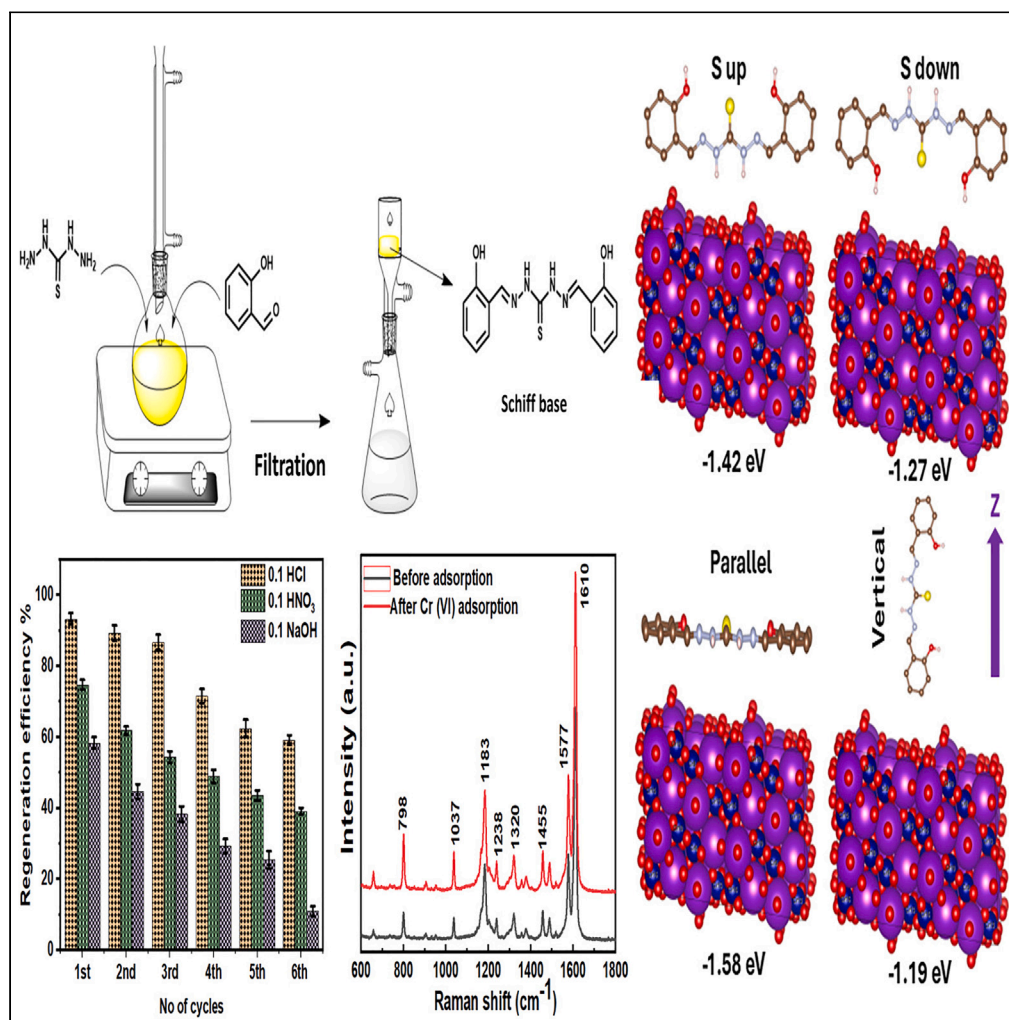 H₂N
H
N
H
N
NH₂
S
OH
O
Filtration
OH
H
N
N
H
N
N
OH
S
Schiff base
S up
S down
-1.42 eV
-1.27 eV
Parallel
Vertical
Z
-1.58 eV
-1.19 eV
Regeneration efficiency %
100
80
60
40
20
0
0.1 HCl
0.1 HNO₃
0.1 NaOH
1st 2nd 3rd 4th 5th 6th
No of cycles
Intensity (a.u.)
Before adsorption
After Cr (VI) adsorption
798
1037
1183
1238
1320
1455
1577
1610
600 800 1000 1200 1400 1600 1800
Raman shift (cm⁻¹)